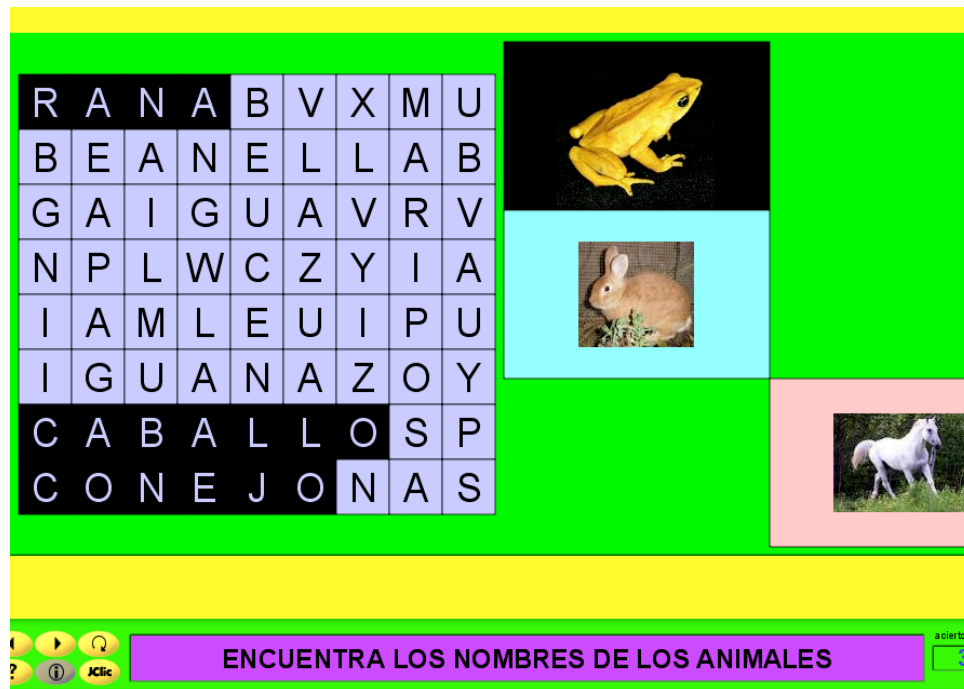 R A N A B V X M U
B E A N E L L A B
G A I G U A V R V
N P L W C Z Y I A
I A M L E U I P U
I G U A N A Z O Y
C A B A L L O S P
C O N E J O N A S
ENCUENTRA LOS NOMBRES DE LOS ANIMALES
JClic